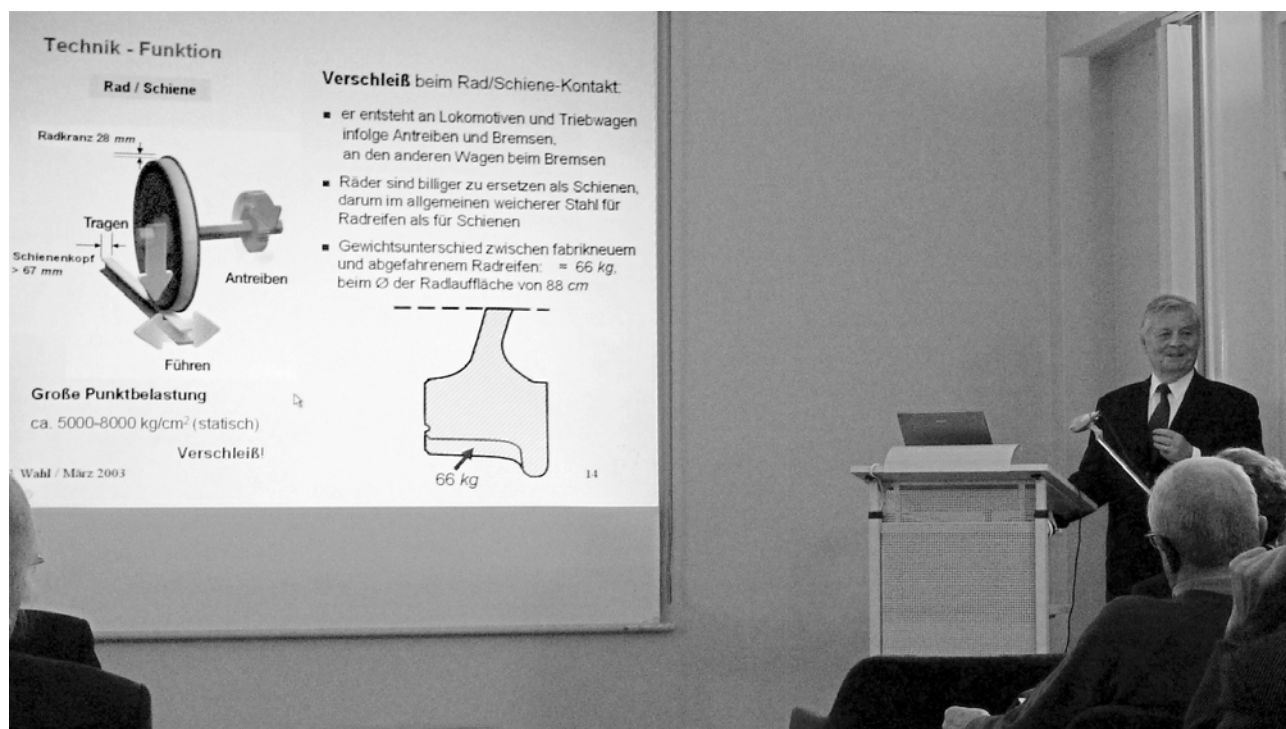 Technik - Funktion
Rad / Schiene
Radkranz 28 mm
Tragen
Schienenkopf
> 67 mm
Antreiben
Führen
Große Punktbelastung
ca. 5000-8000 kg/cm² (statisch)
Verschleiß!
Wahl / März 2003
Verschleiß beim Rad/Schiene-Kontakt:
▪ er entsteht an Lokomotiven und Triebwagen
infolge Antreiben und Bremsen,
an den anderen Wagen beim Bremsen
▪ Räder sind billiger zu ersetzen als Schienen,
darum im allgemeinen weicherer Stahl für
Radreifen als für Schienen
▪ Gewichtsunterschied zwischen fabrikneuem
und abgefahrenem Radreifen: = 66 kg,
beim Ø der Radlauffläche von 88 cm
66 kg
14